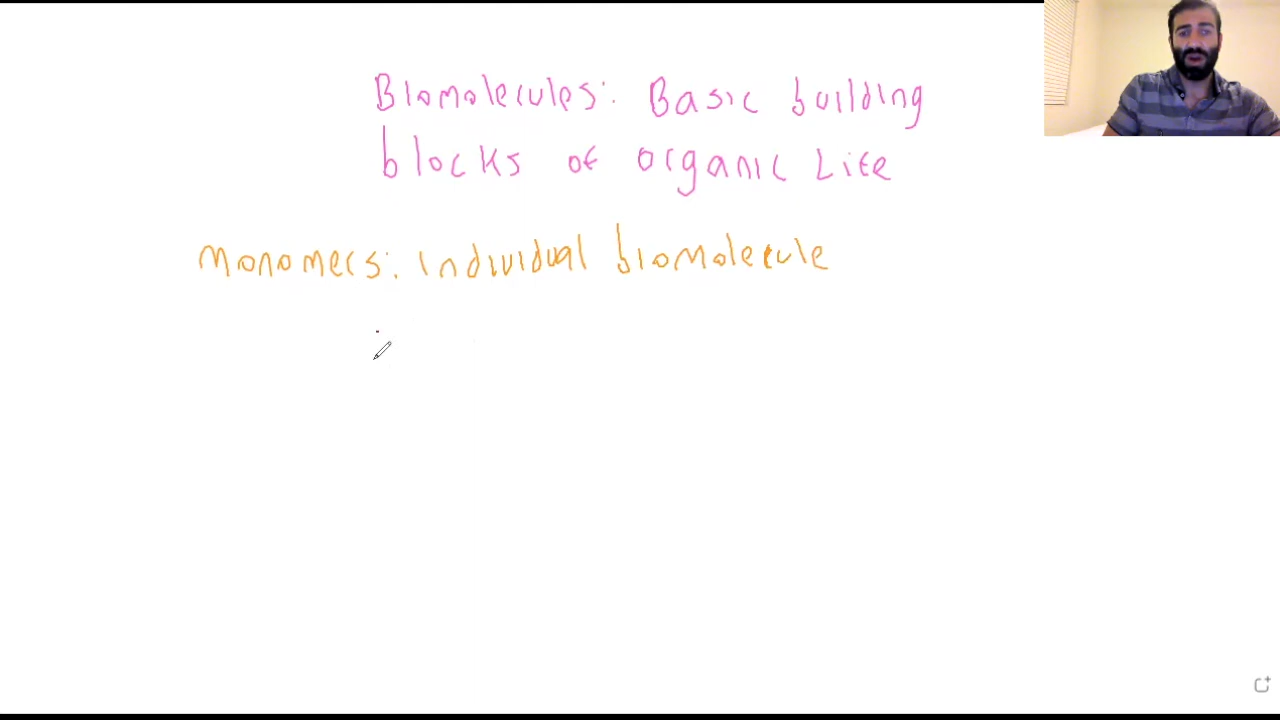 Biomolecules: Basic building
blocks of organic Life
Monomers: individual biomolecule